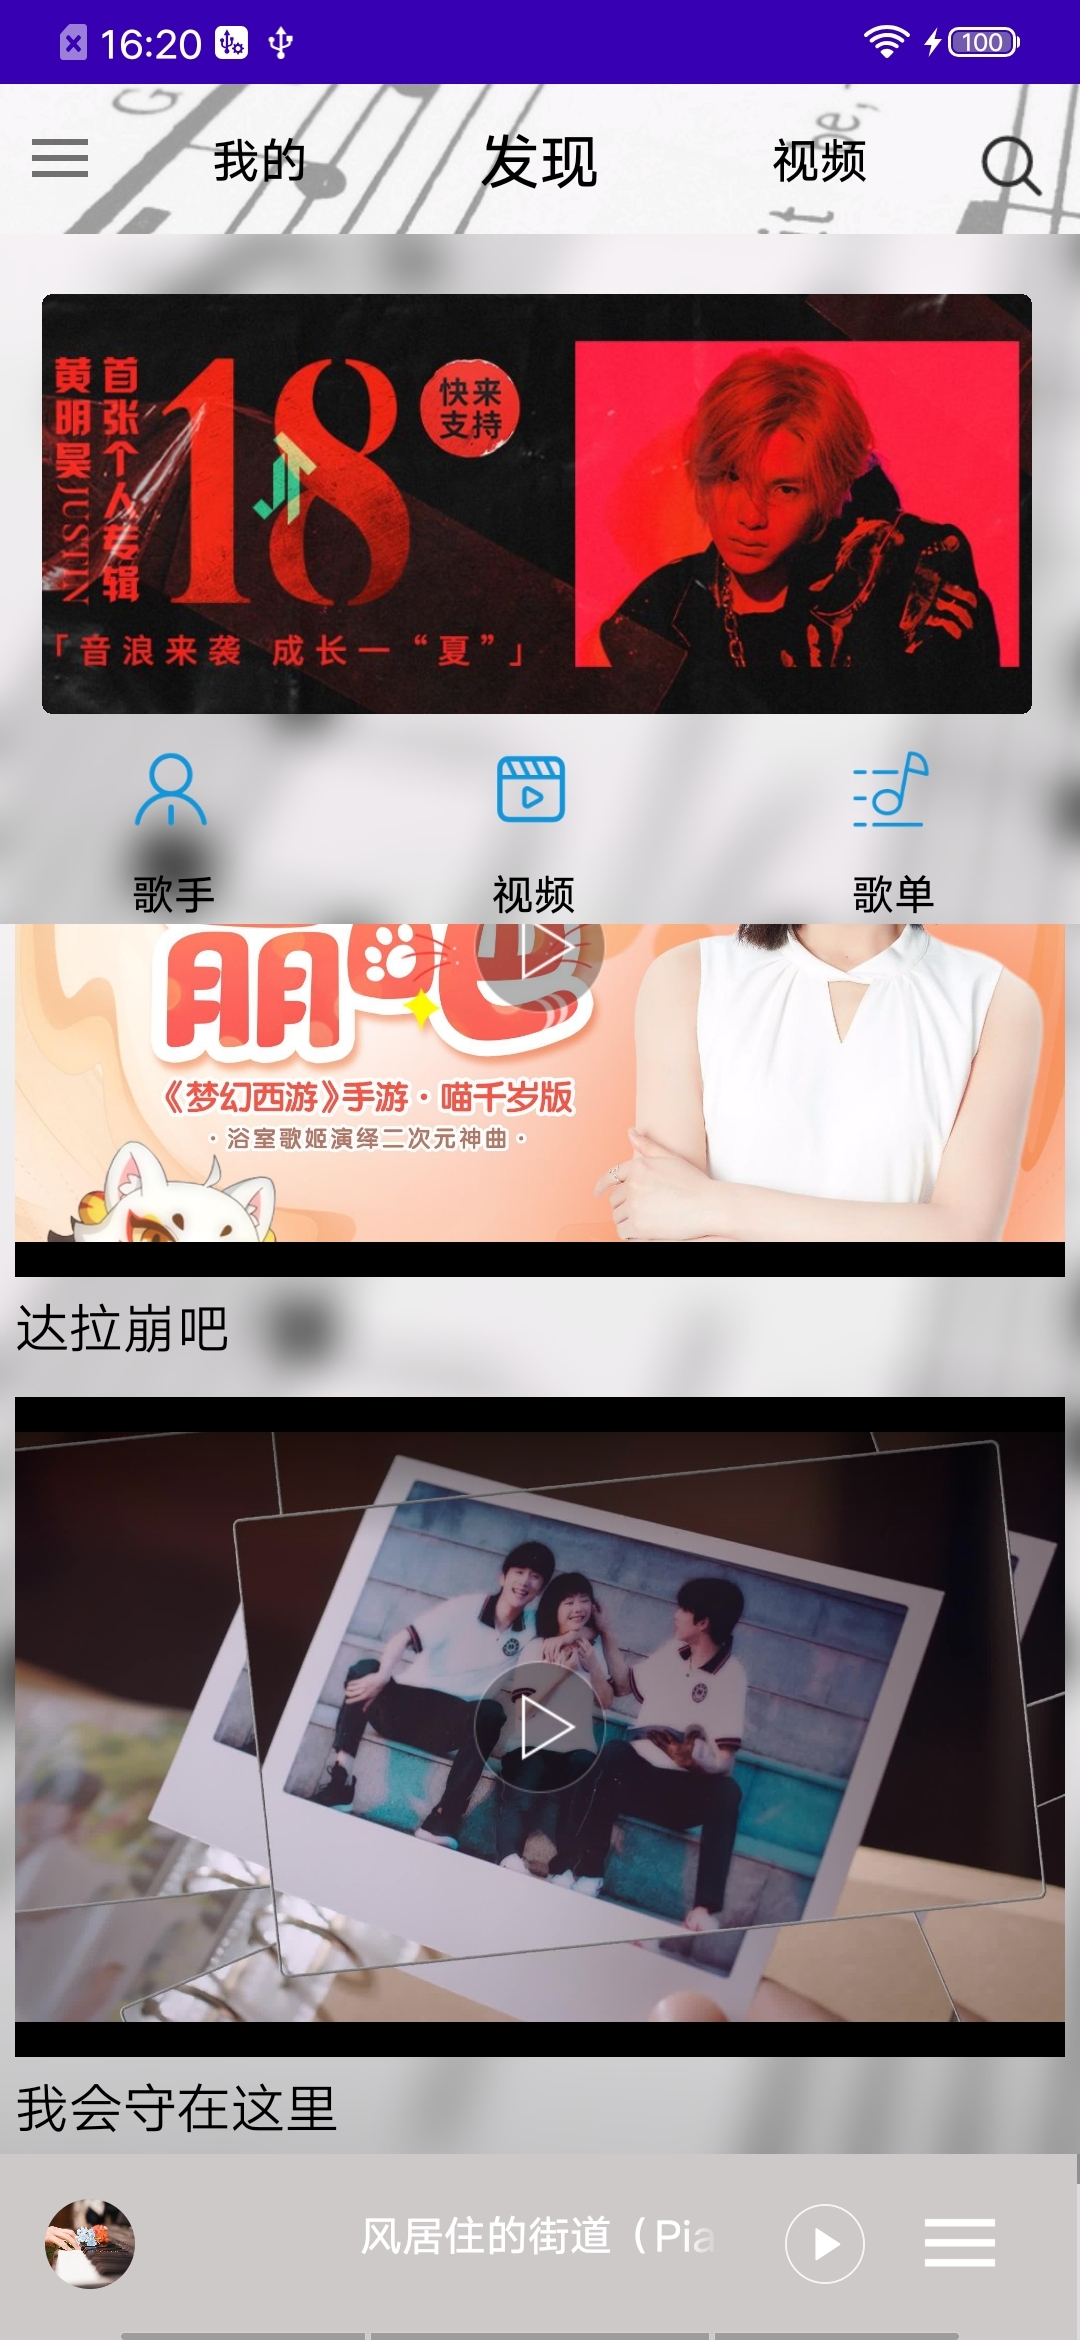 16:20
100
我的
发现
视频
黄明昊JUSTIN
首张个人专辑
18
快来
支持
「音浪来袭 成长一“夏”」
歌手
视频
歌单
崩吧
《梦幻西游》手游·喵千岁版
·浴室歌姬演绎二次元神曲·
达拉崩吧
我会守在这里
风居住的街道（Pia